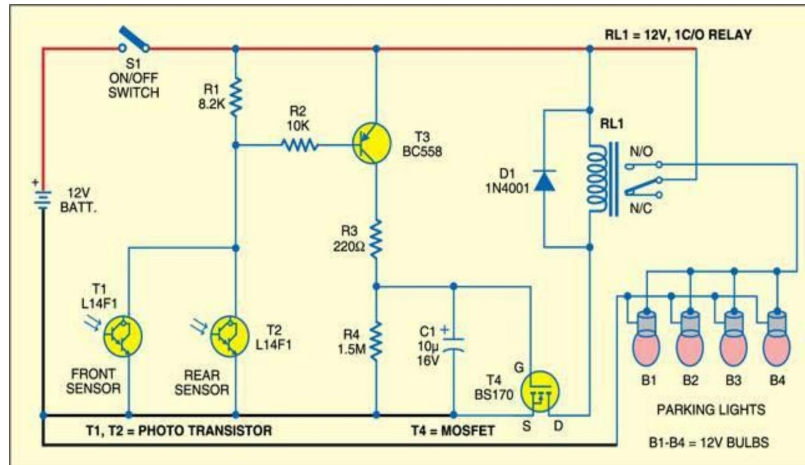 RL1 = 12V, 1C/O RELAY
S1
ON/OFF
SWITCH
R1
8.2K
R2
10K
T3
BC558
RL1
N/O
D1
1N4001
N/C
+
12V
BATT.
R3
220Ω
T1
L14F1
T2
L14F1
R4
1.5M
+
C1
10µ
16V
G
T4
BS170
S
D
FRONT
SENSOR
REAR
SENSOR
B1
B2
B3
B4
PARKING LIGHTS
T1, T2 = PHOTO TRANSISTOR
T4 = MOSFET
B1-B4 = 12V BULBS